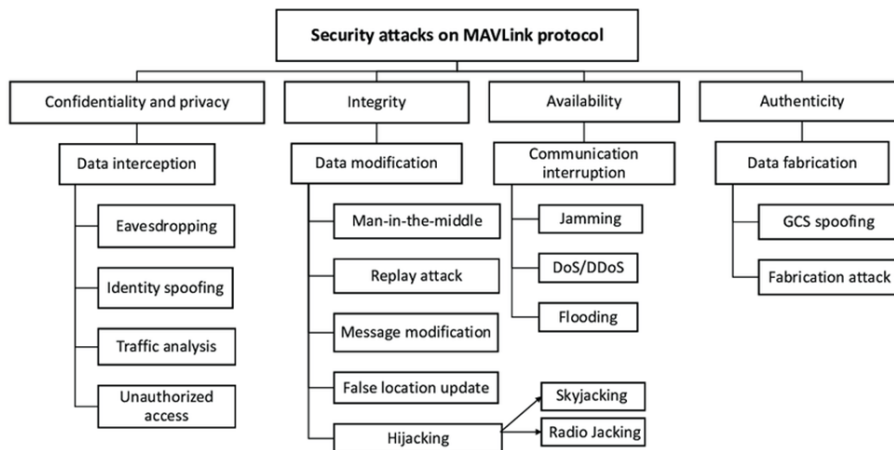 Security attacks on MAVLink protocol
Confidentiality and privacy
Integrity
Availability
Authenticity
Data interception
Data modification
Communication
interruption
Data fabrication
Eavesdropping
Identity spoofing
Traffic analysis
Unauthorized
access
Man-in-the-middle
Replay attack
Message modification
False location update
Hijacking
Skyjacking
Radio Jacking
Jamming
DoS/DDoS
Flooding
GCS spoofing
Fabrication attack